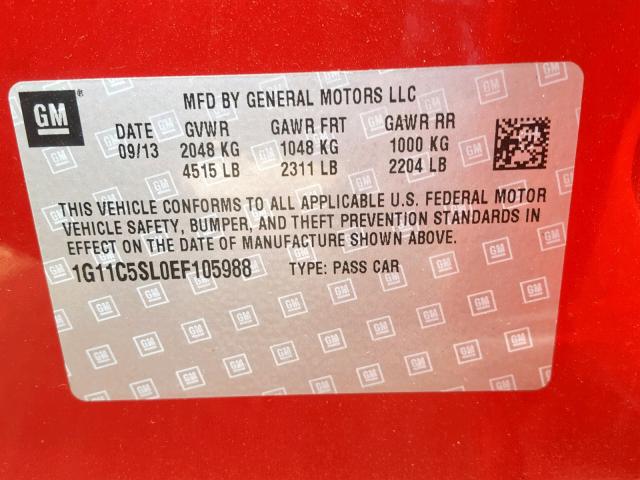 GM
®
MFD BY GENERAL MOTORS LLC
DATE GVWR GAWR FRT GAWR RR
09/13 2048 KG 1048 KG 1000 KG
4515 LB 2311 LB 2204 LB
THIS VEHICLE CONFORMS TO ALL APPLICABLE U.S. FEDERAL MOTOR
VEHICLE SAFETY, BUMPER, AND THEFT PREVENTION STANDARDS IN
EFFECT ON THE DATE OF MANUFACTURE SHOWN ABOVE.
1G11C5SL0EF105988 TYPE: PASS CAR